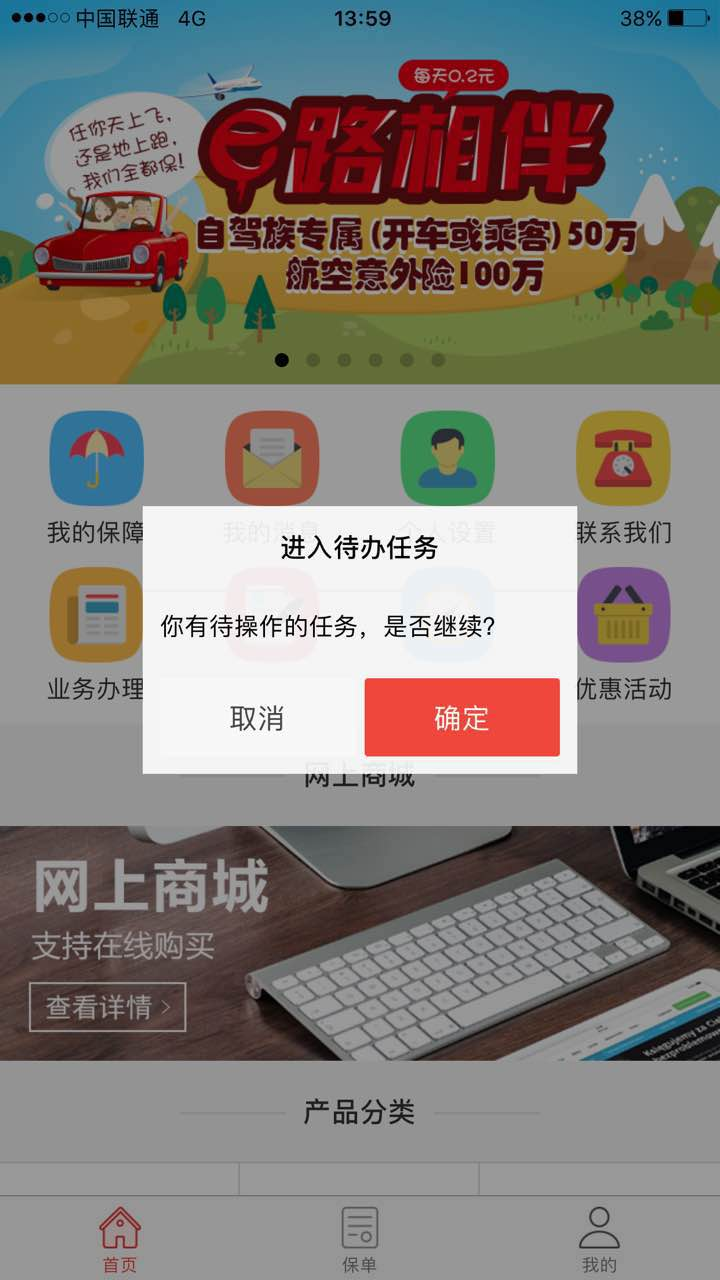 中国联通 4G 13:59 38%
每天0.2元
任你天上飞，
还是地上跑，
我们全都保！
e路相伴
自驾族专属(开车或乘客)50万
航空意外险100万
我的保障 我的消息 个人设置 联系我们
进入待办任务
你有待操作的任务，是否继续？
业务办理 优惠活动
取消 确定
网上商城
网上商城
支持在线购买
查看详情 >
Księgujemy za Ci
bezproblemow
产品分类
首页 保单 我的